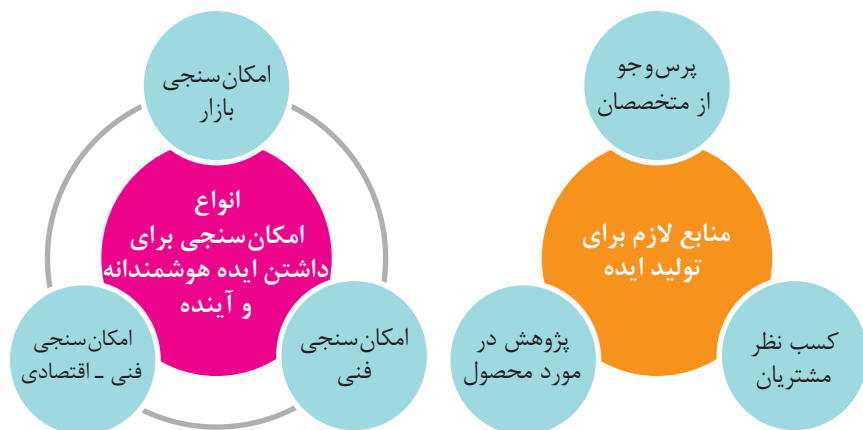 پرس‌وجو
از متخصصان
منابع لازم برای
تولید ایده
کسب نظر
مشتریان
پژوهش در
مورد محصول
امکان‌سنجی
بازار
انواع
امکان‌سنجی برای
داشتن ایده هوشمندانه
و آینده
امکان‌سنجی
فنی
امکان‌سنجی
فنی ـ اقتصادی